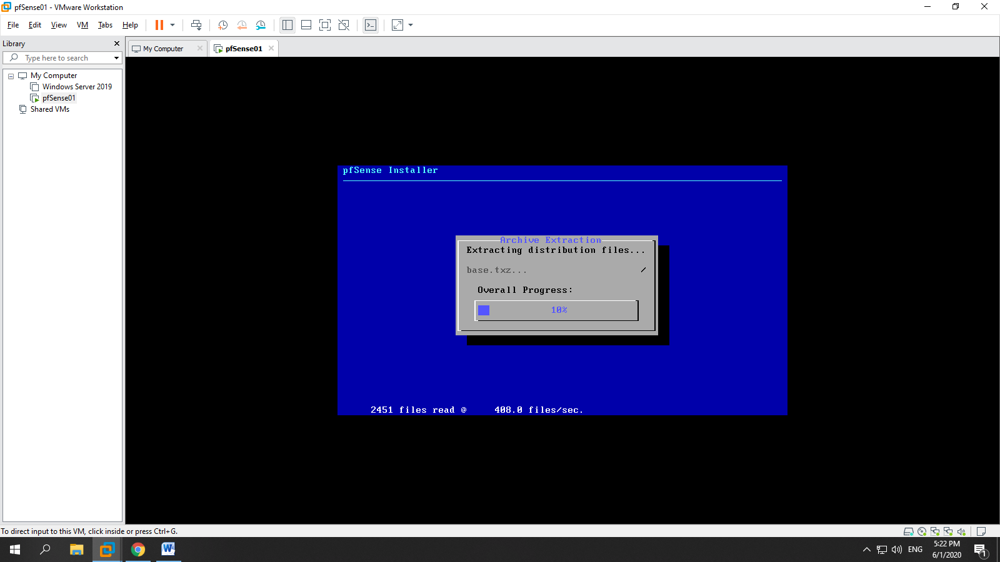 pfSense01 - VMware Workstation
File Edit View VM Tabs Help
Library
Type here to search
My Computer
Windows Server 2019
pfSense01
Shared VMs
My Computer
pfSense01
pfSense Installer
Archive Extraction
Extracting distribution files...
base.txz... /
Overall Progress:
10%
2451 files read @ 408.0 files/sec.
To direct input to this VM, click inside or press Ctrl+G.
ENG
5:22 PM
6/1/2020
1